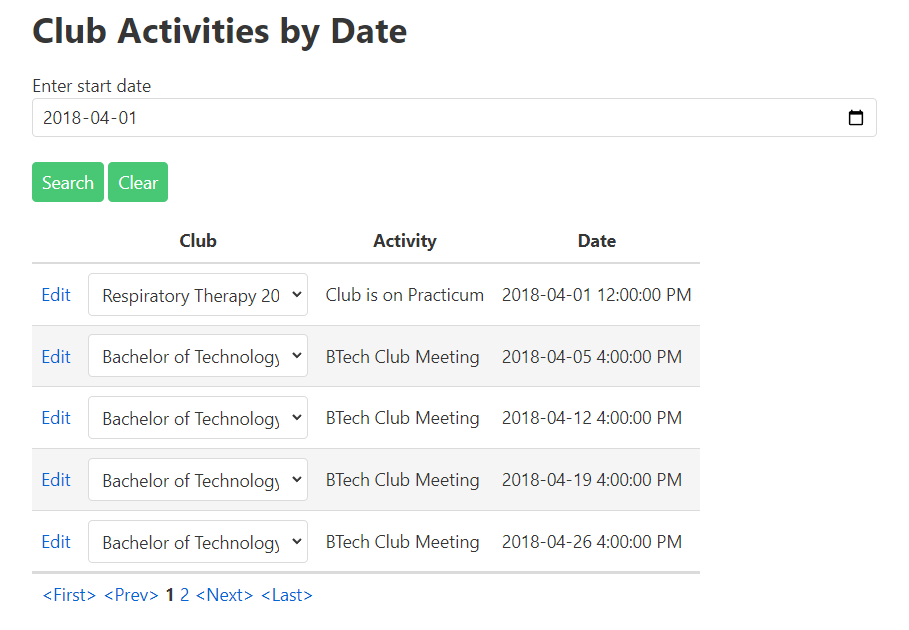 Club Activities by Date
Enter start date
2018-04-01
Search Clear
Club Activity Date
Edit Respiratory Therapy 20 Club is on Practicum 2018-04-01 12:00:00 PM
Edit Bachelor of Technology BTech Club Meeting 2018-04-05 4:00:00 PM
Edit Bachelor of Technology BTech Club Meeting 2018-04-12 4:00:00 PM
Edit Bachelor of Technology BTech Club Meeting 2018-04-19 4:00:00 PM
Edit Bachelor of Technology BTech Club Meeting 2018-04-26 4:00:00 PM
<First> <Prev> 1 2 <Next> <Last>